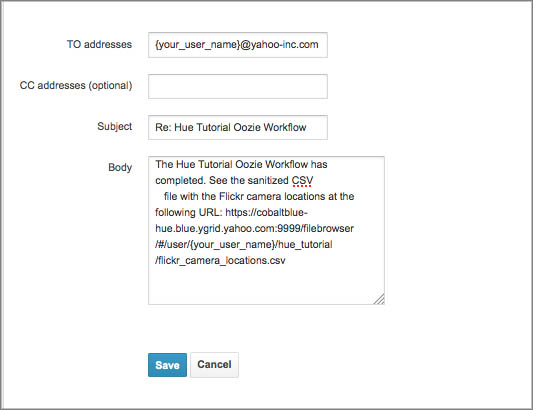 TO addresses {your_user_name}@yahoo-inc.com
CC addresses (optional)
Subject Re: Hue Tutorial Oozie Workflow
Body
The Hue Tutorial Oozie Workflow has
completed. See the sanitized CSV
file with the Flickr camera locations at the
following URL: https://cobaltblue-
hue.blue.ygrid.yahoo.com:9999/filebrowser
/#/user/{your_user_name}/hue_tutorial
/flickr_camera_locations.csv
Save Cancel